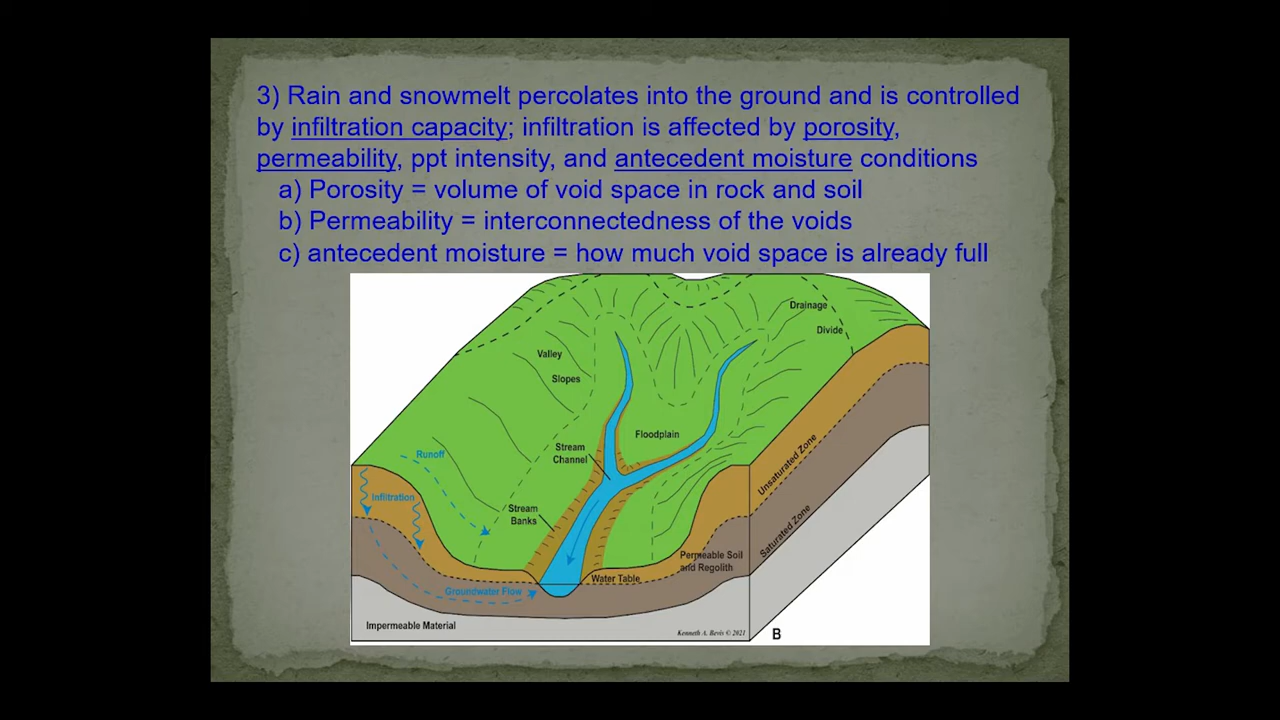 3) Rain and snowmelt percolates into the ground and is controlled
by infiltration capacity; infiltration is affected by porosity,
permeability, ppt intensity, and antecedent moisture conditions
a) Porosity = volume of void space in rock and soil
b) Permeability = interconnectedness of the voids
c) antecedent moisture = how much void space is already full
Drainage
Divide
Valley
Slopes
Floodplain
Stream
Channel
Runoff
Infiltration
Stream
Banks
Unsaturated Zone
Saturated Zone
Permeable Soil
and Regolith
Water Table
Groundwater Flow
Impermeable Material
Kenneth A. Bevis © 2021
B